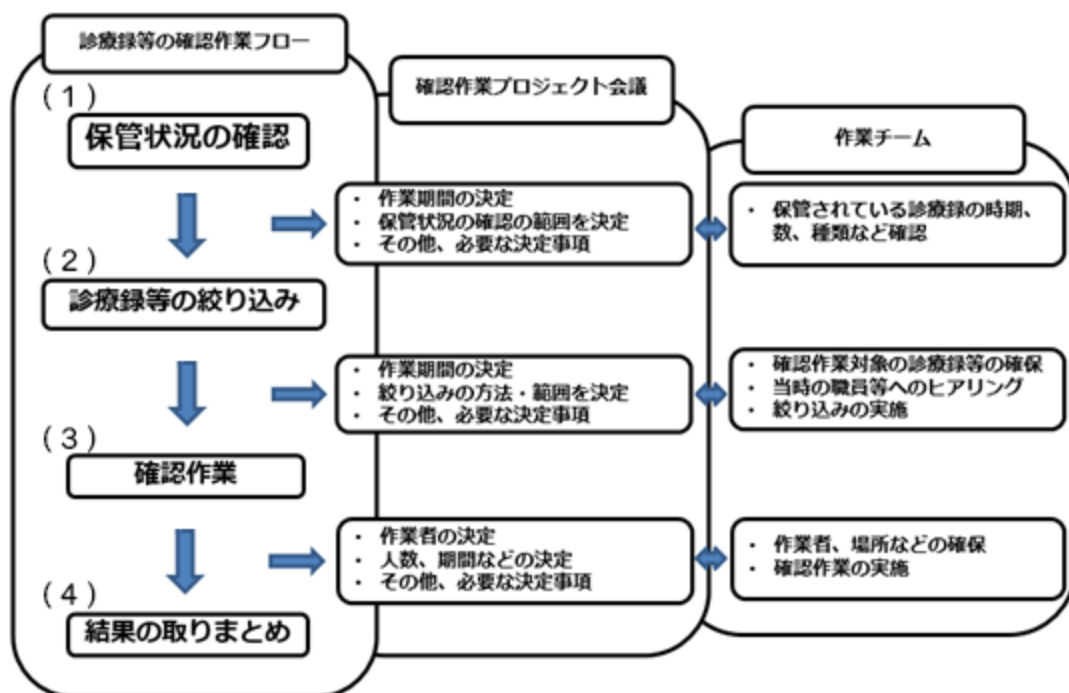 診療録等の確認作業フロー
(1)
保管状況の確認
(2)
診療録等の絞り込み
(3)
確認作業
(4)
結果の取りまとめ
確認作業プロジェクト会議
・ 作業期間の決定
・ 保管状況の確認の範囲を決定
・ その他、必要な決定事項
・ 作業期間の決定
・ 絞り込みの方法・範囲を決定
・ その他、必要な決定事項
・ 作業者の決定
・ 人数、期間などの決定
・ その他、必要な決定事項
作業チーム
・ 保管されている診療録の時期、
数、種類など確認
・ 確認作業対象の診療録等の確保
・ 当時の職員等へのヒアリング
・ 絞り込みの実施
・ 作業者、場所などの確保
・ 確認作業の実施